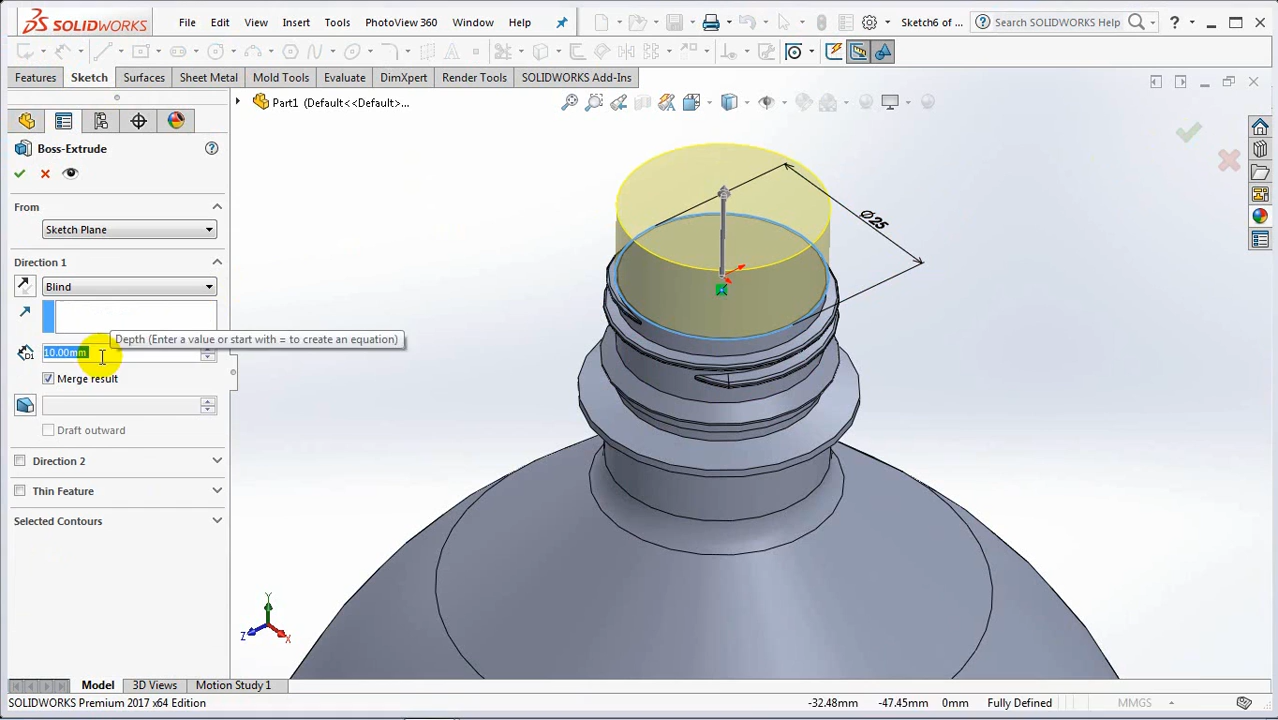 SOLIDWORKS File Edit View Insert Tools PhotoView 360 Window Help Sketch6 of ... Search SOLIDWORKS Help ?
Features Sketch Surfaces Sheet Metal Mold Tools Evaluate DimXpert Render Tools SOLIDWORKS Add-Ins
Part1 (Default<<Default>...
Boss-Extrude
From
Sketch Plane
Direction 1
Blind
Depth (Enter a value or start with = to create an equation)
D1
10.00mm
Merge result
Draft outward
Direction 2
Thin Feature
Selected Contours
Ø25
Y
Z
X
Model 3D Views Motion Study 1
SOLIDWORKS Premium 2017 x64 Edition -32.48mm -47.45mm 0mm Fully Defined MMGS